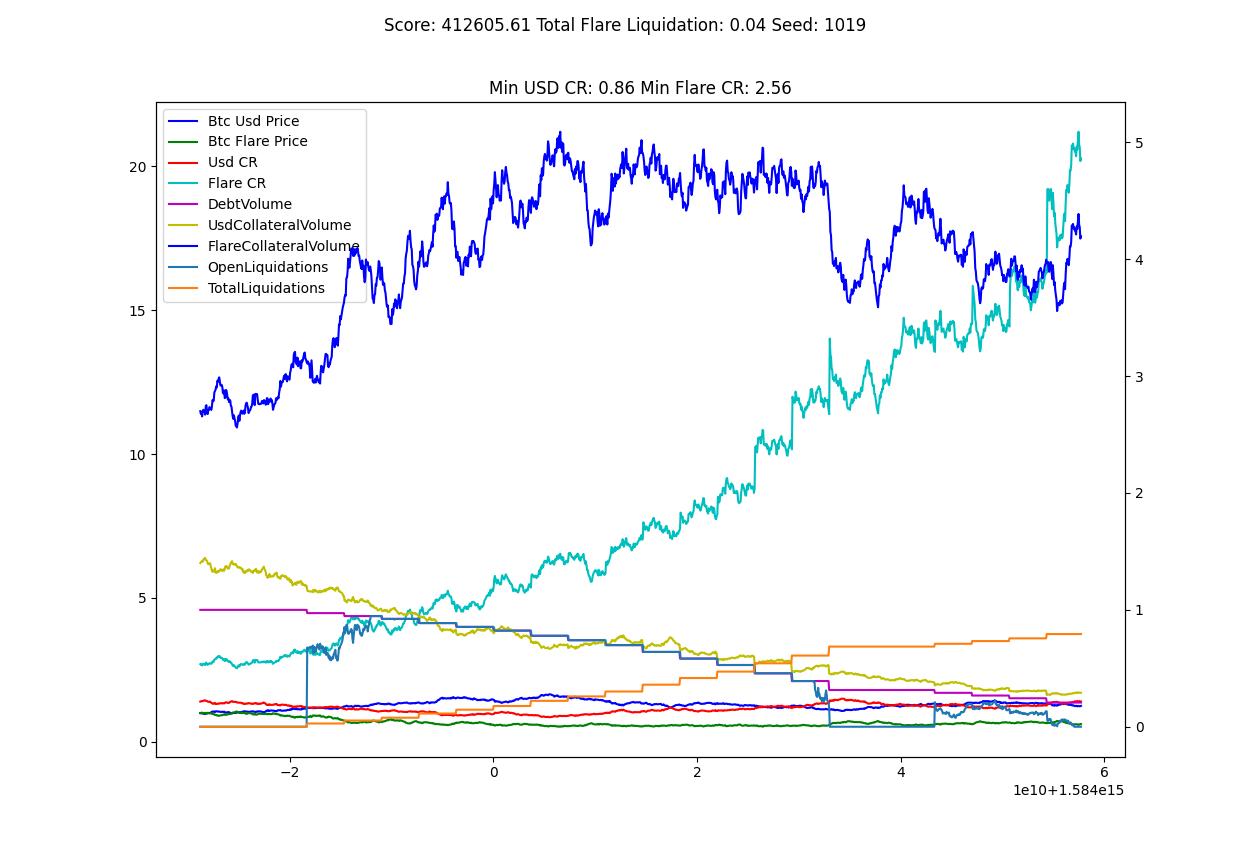 Score: 412605.61 Total Flare Liquidation: 0.04 Seed: 1019
Min USD CR: 0.86 Min Flare CR: 2.56
Btc Usd Price
Btc Flare Price
Usd CR
Flare CR
DebtVolume
UsdCollateralVolume
FlareCollateralVolume
OpenLiquidations
TotalLiquidations
20
15
10
5
0
5
4
3
2
1
0
−2
0
2
4
6
1e10+1.584e15